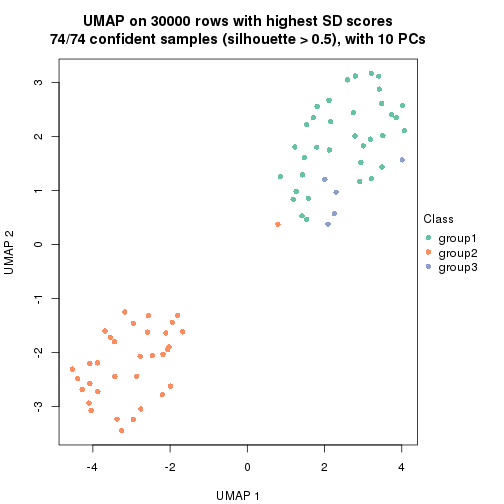 UMAP on 30000 rows with highest SD scores
74/74 confident samples (silhouette > 0.5), with 10 PCs
3
2
1
0
-1
-2
-3
UMAP 2
-4
-2
0
2
4
UMAP 1
Class
group1
group2
group3